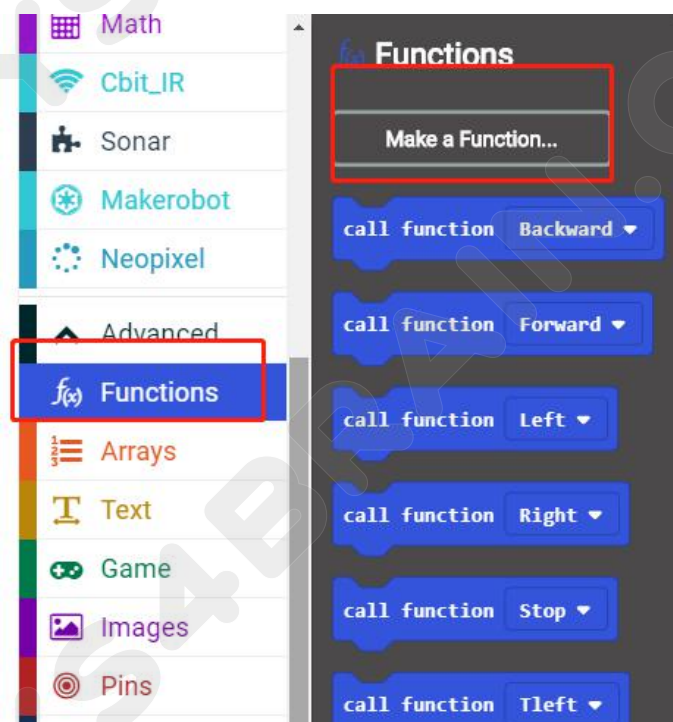 Math
Cbit_IR
Sonar
Makerobot
Neopixel
Advanced
f(x) Functions
Arrays
Text
Game
Images
Pins
f(x) Functions
Make a Function...
call function Backward
call function Forward
call function Left
call function Right
call function Stop
call function Tleft